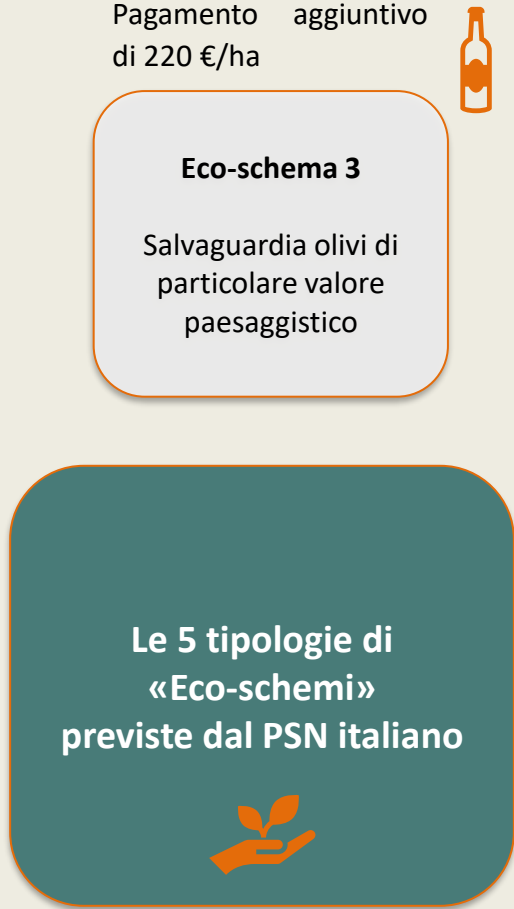 Pagamento aggiuntivo
di 220 €/ha
Eco-schema 3
Salvaguardia olivi di
particolare valore
paesaggistico
Le 5 tipologie di
«Eco-schemi»
previste dal PSN italiano